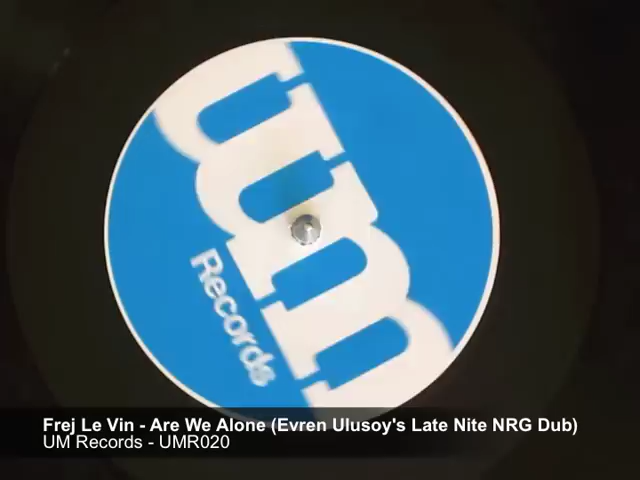 um
Records
Frej Le Vin - Are We Alone (Evren Ulusoy's Late Nite NRG Dub)
UM Records - UMR020